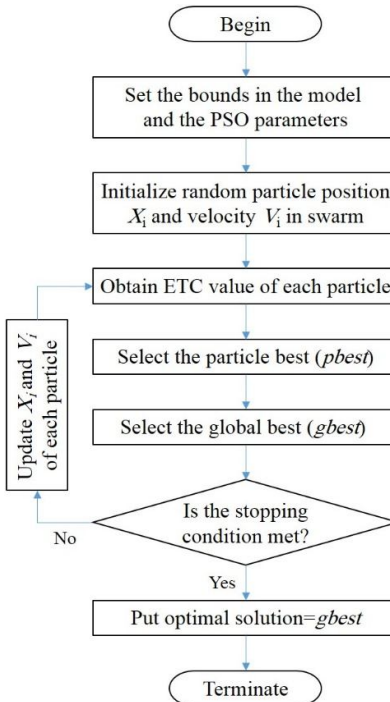 Begin
Set the bounds in the model
and the PSO parameters
Initialize random particle position
Xi and velocity Vi in swarm
Obtain ETC value of each particle
Select the particle best (pbest)
Select the global best (gbest)
Update Xi and Vi
of each particle
Is the stopping
condition met?
No
Yes
Put optimal solution=gbest
Terminate